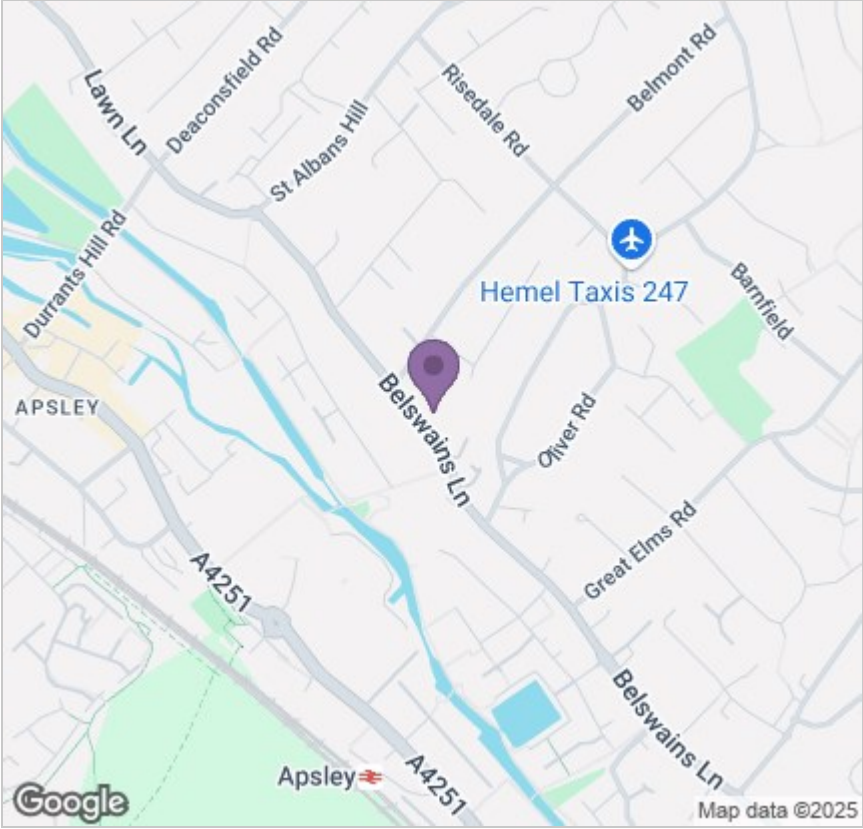 Deaconsfield Rd
Lawn Ln
St Albans Hill
Risedale Rd
Belmont Rd
Durrants Hill Rd
Hemel Taxis 247
Barnfield
APSLEY
Belswains Ln
Oliver Rd
Great Elms Rd
A4251
Belswains Ln
Apsley
A4251
Google
Map data ©2025